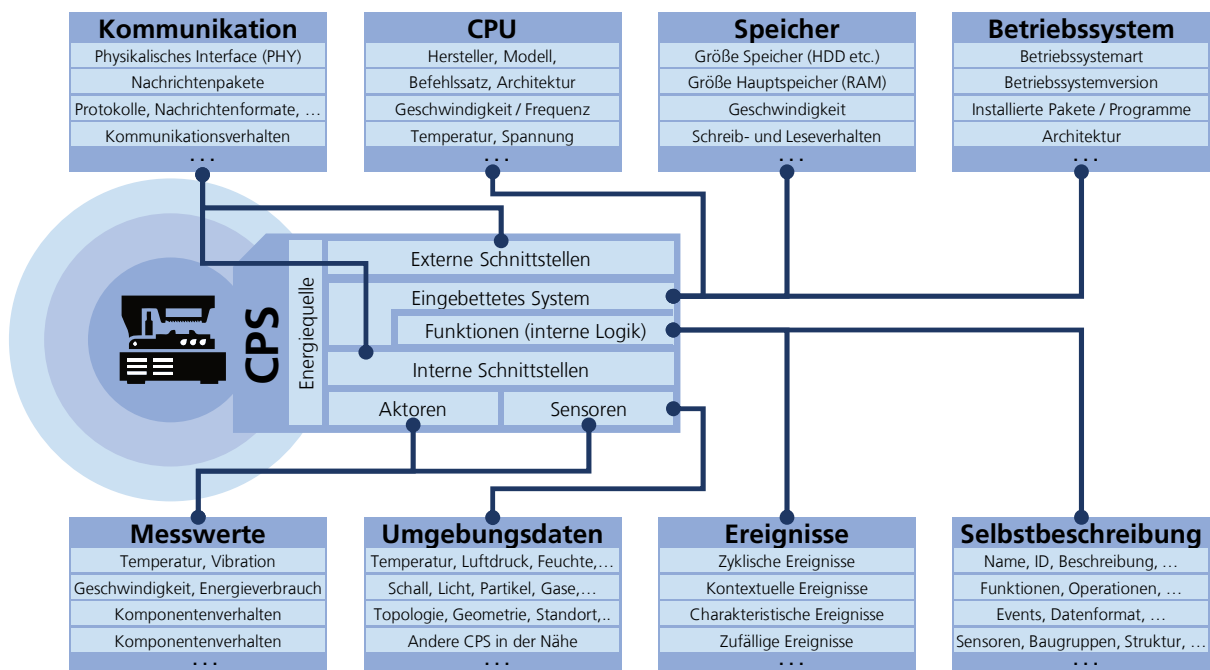 Kommunikation
Physikalisches Interface (PHY)
Nachrichtenpakete
Protokolle, Nachrichtenformate, …
Kommunikationsverhalten
...
CPU
Hersteller, Modell,
Befehlssatz, Architektur
Geschwindigkeit / Frequenz
Temperatur, Spannung
...
Speicher
Größe Speicher (HDD etc.)
Größe Hauptspeicher (RAM)
Geschwindigkeit
Schreib- und Leseverhalten
...
Betriebssystem
Betriebssystemart
Betriebssystemversion
Installierte Pakete / Programme
Architektur
...
CPS
Energiequelle
Externe Schnittstellen
Eingebettetes System
Funktionen (interne Logik)
Interne Schnittstellen
Aktoren
Sensoren
Messwerte
Temperatur, Vibration
Geschwindigkeit, Energieverbrauch
Komponentenverhalten
Komponentenverhalten
...
Umgebungsdaten
Temperatur, Luftdruck, Feuchte,…
Schall, Licht, Partikel, Gase,…
Topologie, Geometrie, Standort,..
Andere CPS in der Nähe
...
Ereignisse
Zyklische Ereignisse
Kontextuelle Ereignisse
Charakteristische Ereignisse
Zufällige Ereignisse
...
Selbstbeschreibung
Name, ID, Beschreibung, …
Funktionen, Operationen, …
Events, Datenformat, …
Sensoren, Baugruppen, Struktur, …
...